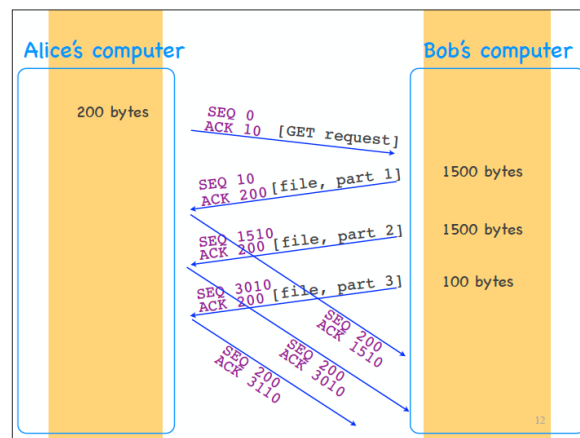 Alice's computer
Bob's computer
200 bytes
SEQ 0
ACK 10 [GET request]
1500 bytes
SEQ 10
ACK 200 [file, part 1]
1500 bytes
SEQ 1510
ACK 200 [file, part 2]
100 bytes
SEQ 3010
ACK 200 [file, part 3]
SEQ 200
ACK 1510
SEQ 200
ACK 3010
SEQ 200
ACK 3110
12